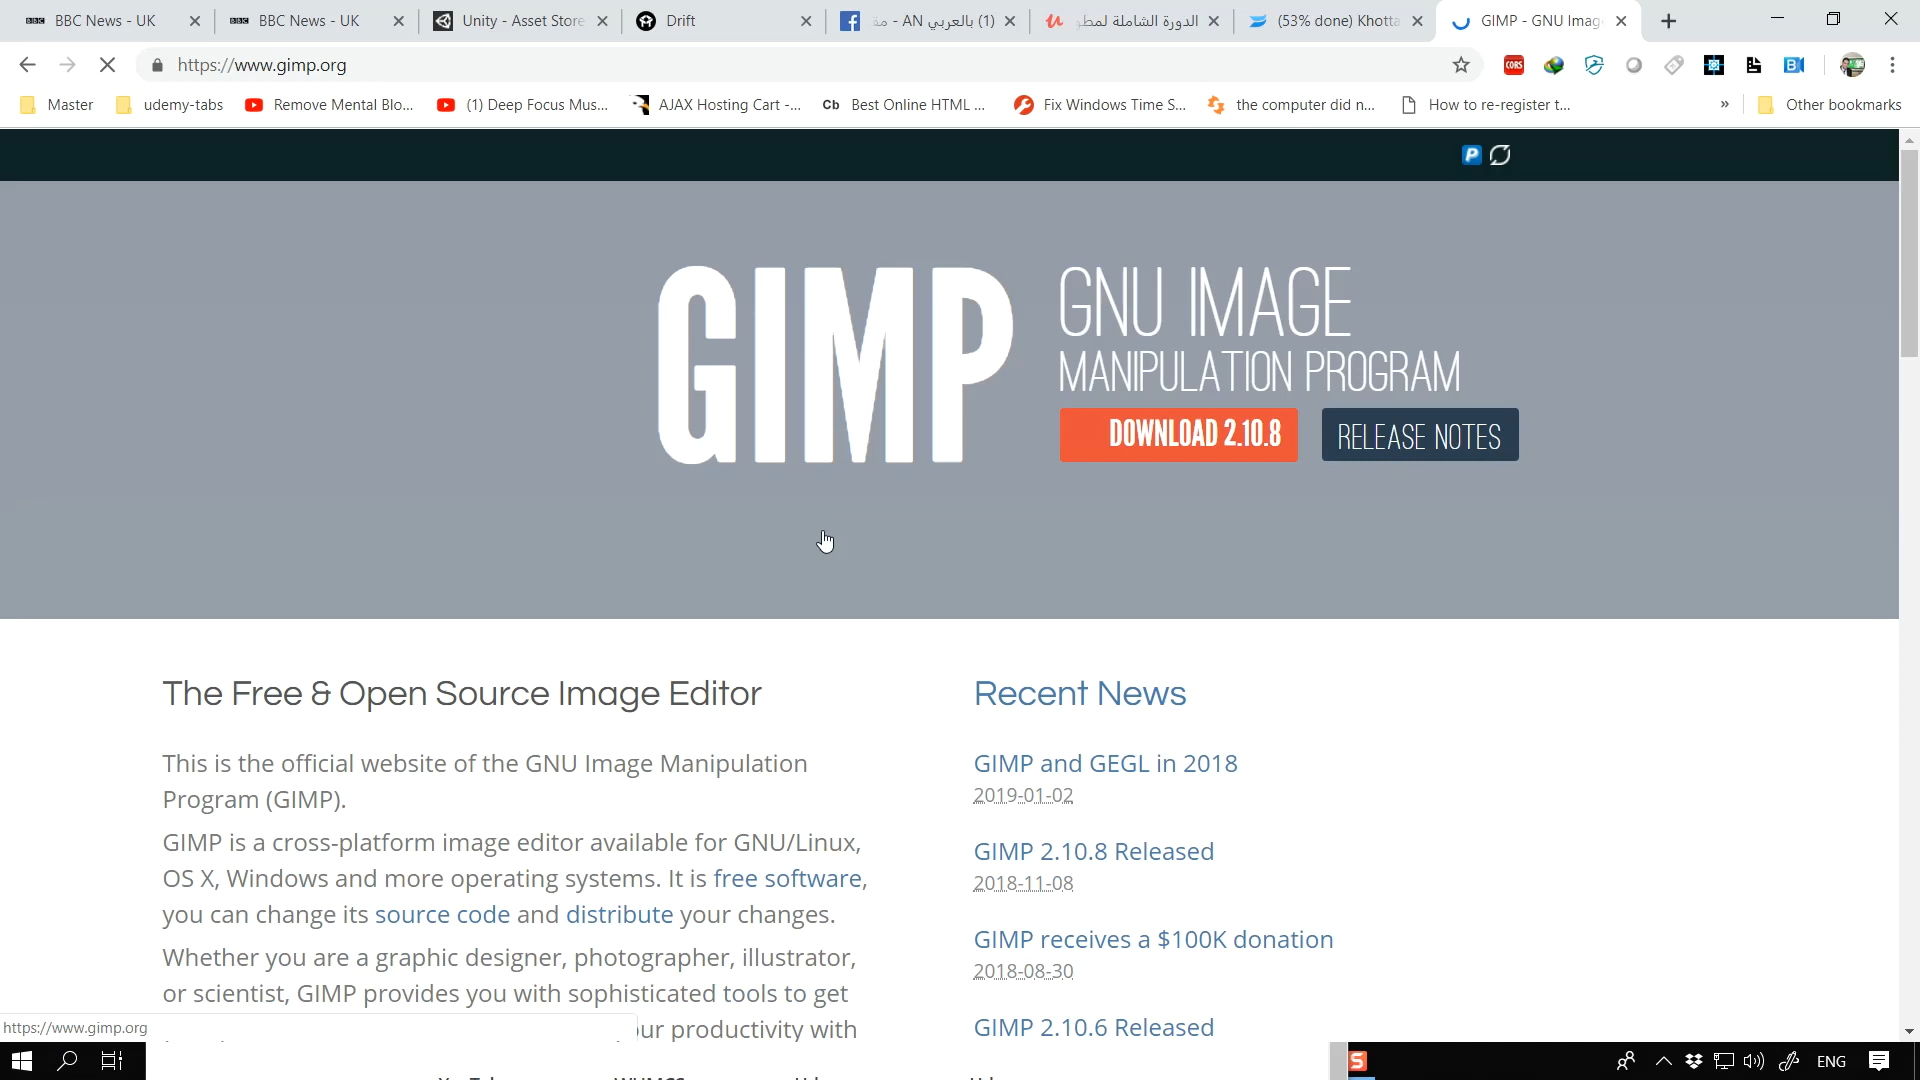 BBC News - UK
BBC News - UK
Unity - Asset Store
Drift
(1) بالعربي AN - مق
الدورة الشاملة لمطو
(53% done) Khotta
GIMP - GNU Imag
https://www.gimp.org
CORS
Master
udemy-tabs
Remove Mental Blo...
(1) Deep Focus Mus...
AJAX Hosting Cart -...
Cb Best Online HTML ...
Fix Windows Time S...
the computer did n...
How to re-register t...
»
Other bookmarks
GIMP
GNU IMAGE
MANIPULATION PROGRAM
DOWNLOAD 2.10.8
RELEASE NOTES
The Free & Open Source Image Editor
This is the official website of the GNU Image Manipulation
Program (GIMP).
GIMP is a cross-platform image editor available for GNU/Linux,
OS X, Windows and more operating systems. It is free software,
you can change its source code and distribute your changes.
Whether you are a graphic designer, photographer, illustrator,
or scientist, GIMP provides you with sophisticated tools to get
our productivity with
Recent News
GIMP and GEGL in 2018
2019-01-02
GIMP 2.10.8 Released
2018-11-08
GIMP receives a $100K donation
2018-08-30
GIMP 2.10.6 Released
https://www.gimp.org
ENG